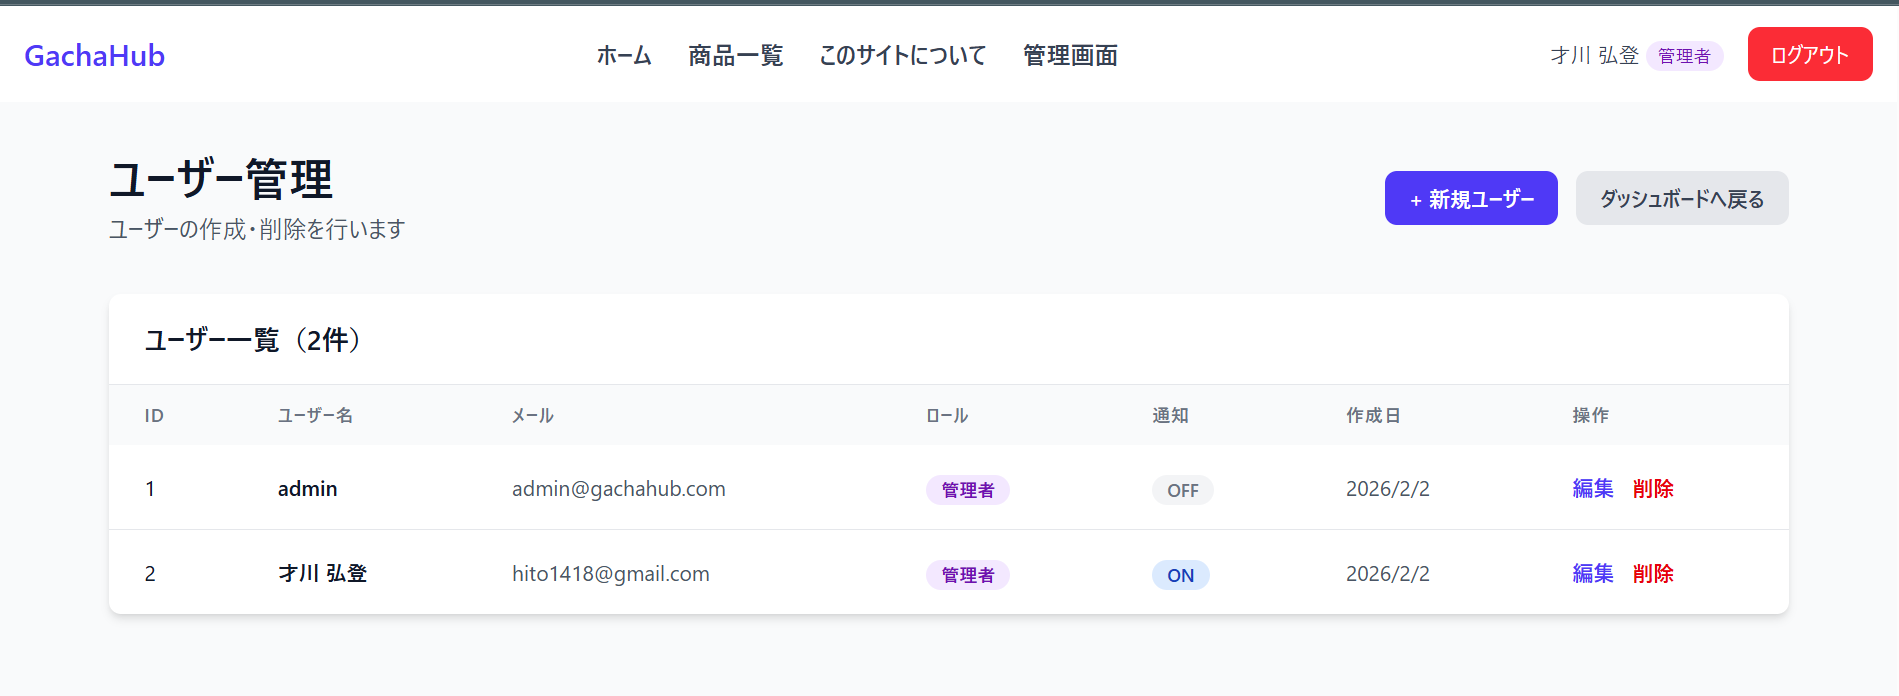 GachaHub
ホーム 商品一覧 このサイトについて 管理画面
才川 弘登 管理者 ログアウト
ユーザー管理
ユーザーの作成・削除を行います
+ 新規ユーザー ダッシュボードへ戻る
ユーザー一覧（2件）
ID ユーザー名 メール ロール 通知 作成日 操作
1 admin admin@gachahub.com 管理者 OFF 2026/2/2 編集 削除
2 才川 弘登 hito1418@gmail.com 管理者 ON 2026/2/2 編集 削除